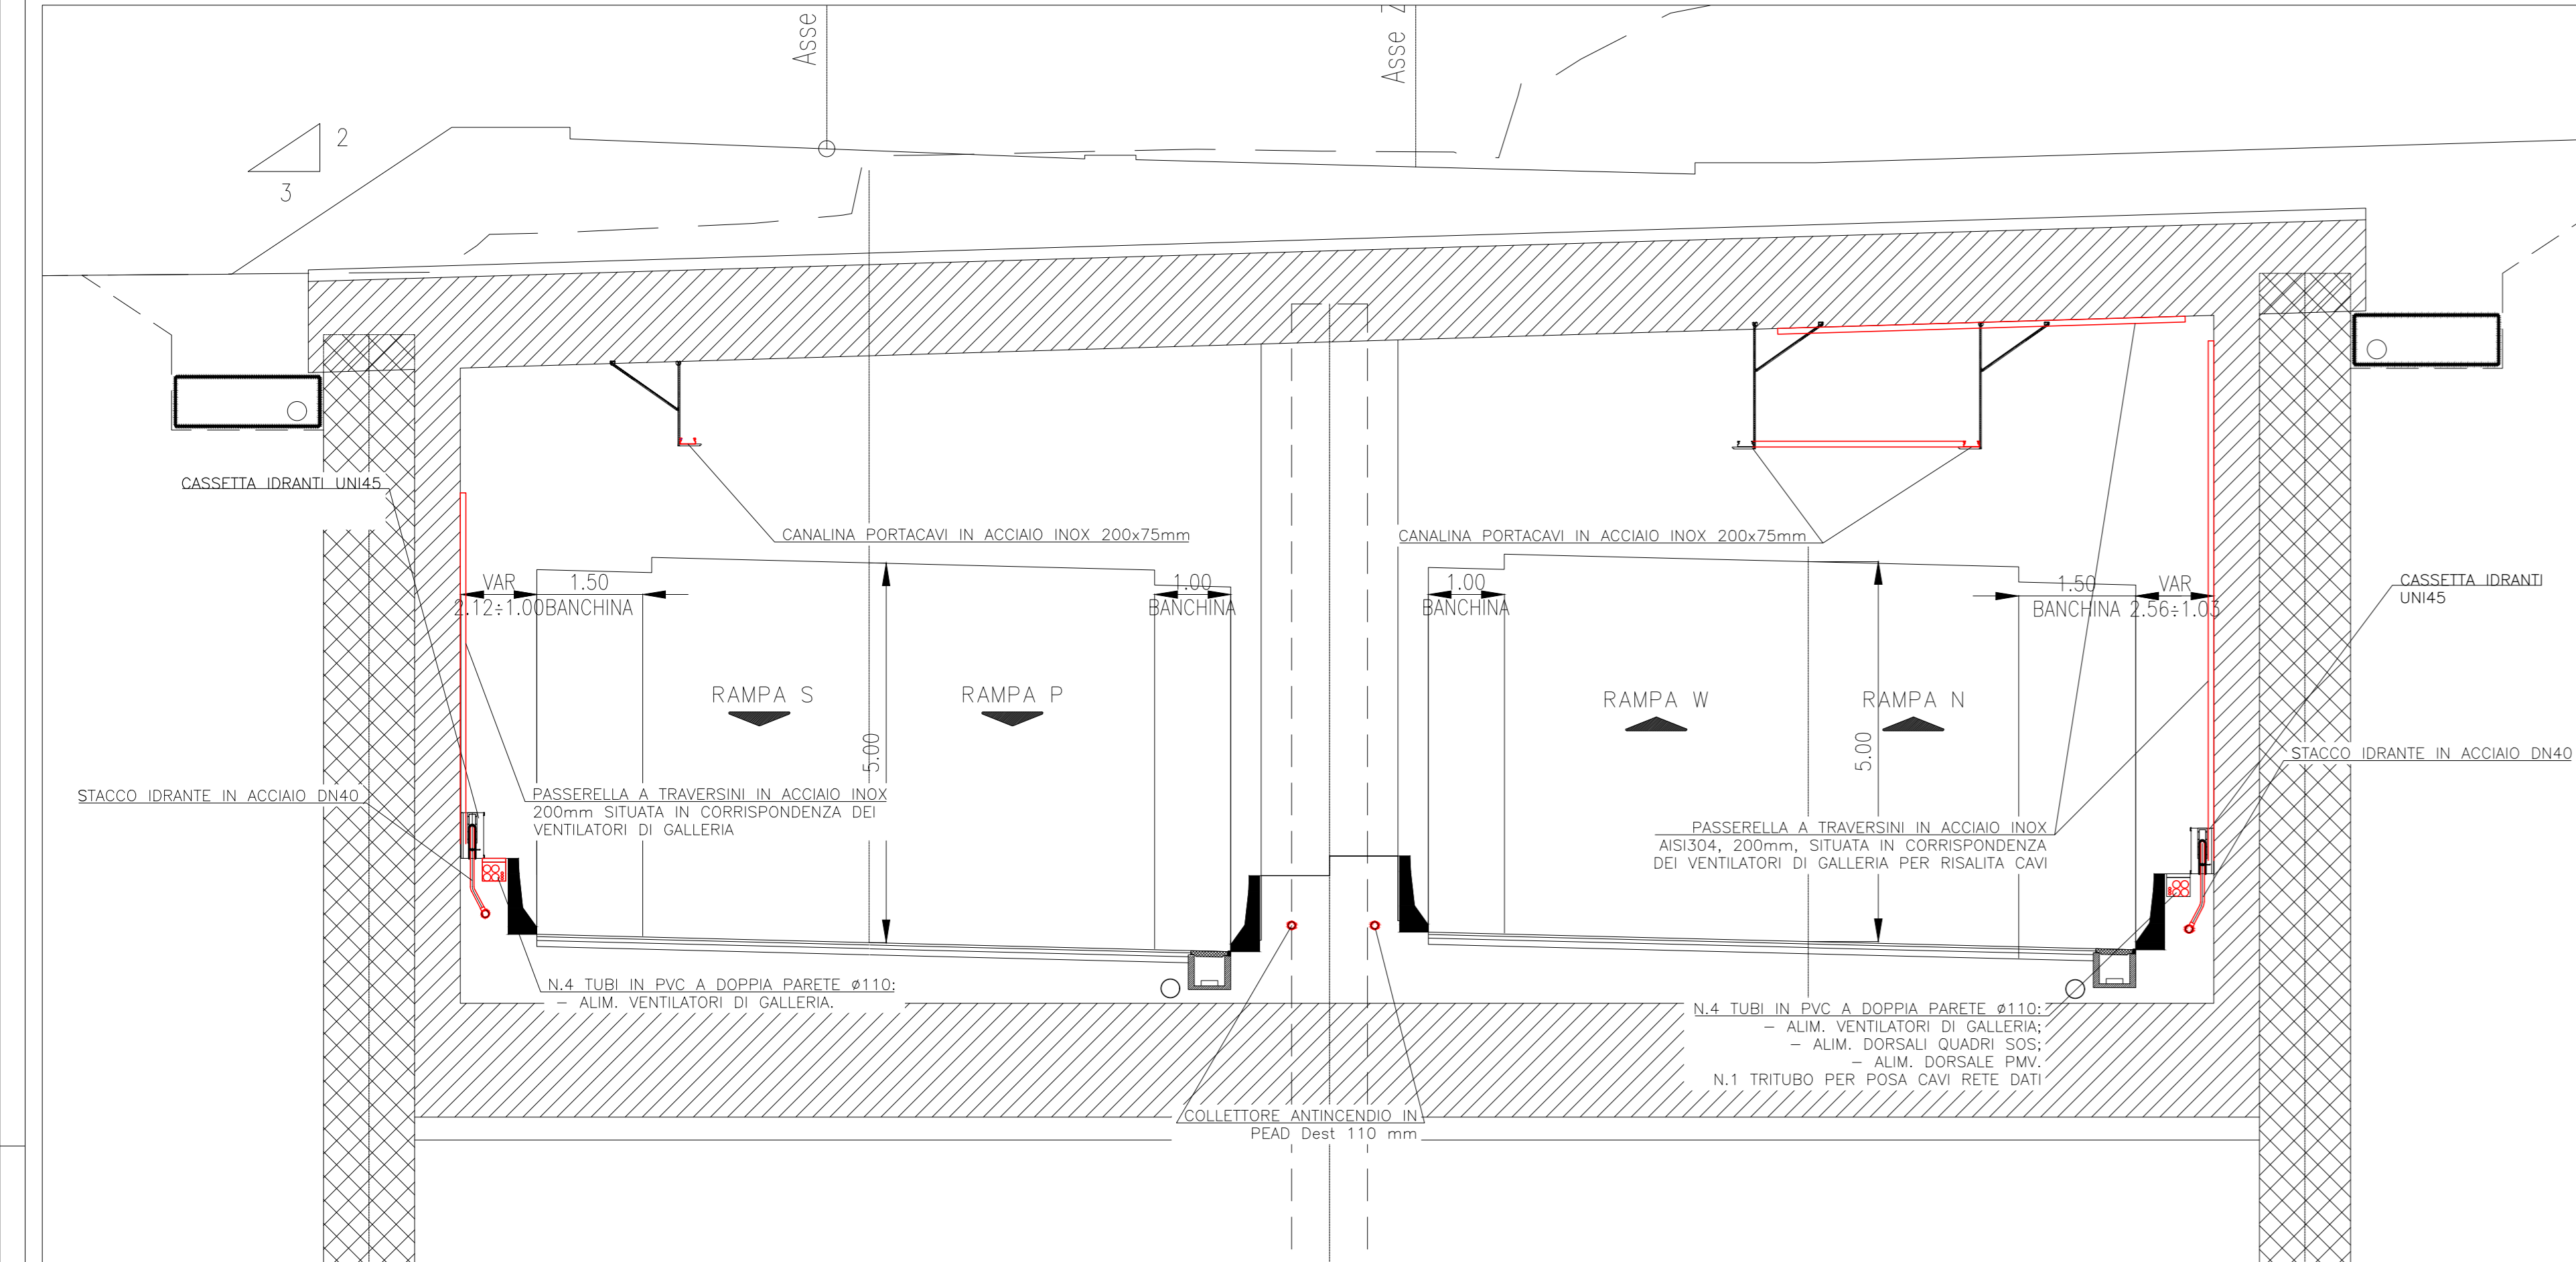 Asse
Asse
2
3
CASSETTA IDRANTI UNI45
CANALINA PORTACAVI IN ACCIAIO INOX 200x75mm
CANALINA PORTACAVI IN ACCIAIO INOX 200x75mm
VAR
2.12÷1.00
1.50
BANCHINA
1.00
BANCHINA
1.00
BANCHINA
1.50
BANCHINA
VAR
2.56÷1.03
CASSETTA IDRANTI
UNI45
RAMPA S
RAMPA P
RAMPA W
RAMPA N
5.00
5.00
STACCO IDRANTE IN ACCIAIO DN40
STACCO IDRANTE IN ACCIAIO DN40
PASSERELLA A TRAVERSINI IN ACCIAIO INOX
200mm SITUATA IN CORRISPONDENZA DEI
VENTILATORI DI GALLERIA
PASSERELLA A TRAVERSINI IN ACCIAIO INOX
AISI304, 200mm, SITUATA IN CORRISPONDENZA
DEI VENTILATORI DI GALLERIA PER RISALITA CAVI
N.4 TUBI IN PVC A DOPPIA PARETE ø110:
– ALIM. VENTILATORI DI GALLERIA.
N.4 TUBI IN PVC A DOPPIA PARETE ø110:
– ALIM. VENTILATORI DI GALLERIA;
– ALIM. DORSALI QUADRI SOS;
– ALIM. DORSALE PMV.
N.1 TRITUBO PER POSA CAVI RETE DATI
COLLETTORE ANTINCENDIO IN
PEAD Dest 110 mm